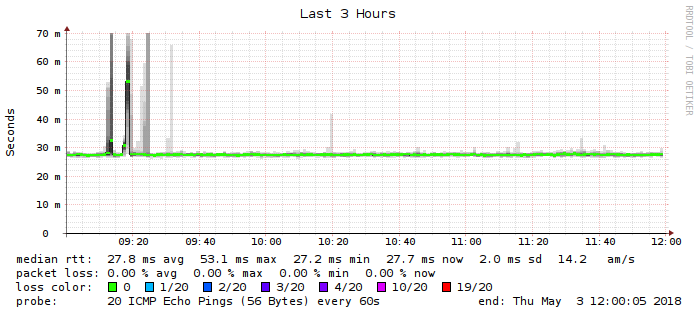 Last 3 Hours
RRDTOOL / TOBI OETIKER
Seconds
70 m
60 m
50 m
40 m
30 m
20 m
10 m
0
09:20 09:40 10:00 10:20 10:40 11:00 11:20 11:40 12:00
median rtt: 27.8 ms avg 53.1 ms max 27.2 ms min 27.7 ms now 2.0 ms sd 14.2 am/s
packet loss: 0.00 % avg 0.00 % max 0.00 % min 0.00 % now
loss color: 0 1/20 2/20 3/20 4/20 10/20 19/20
probe: 20 ICMP Echo Pings (56 Bytes) every 60s end: Thu May 3 12:00:05 2018